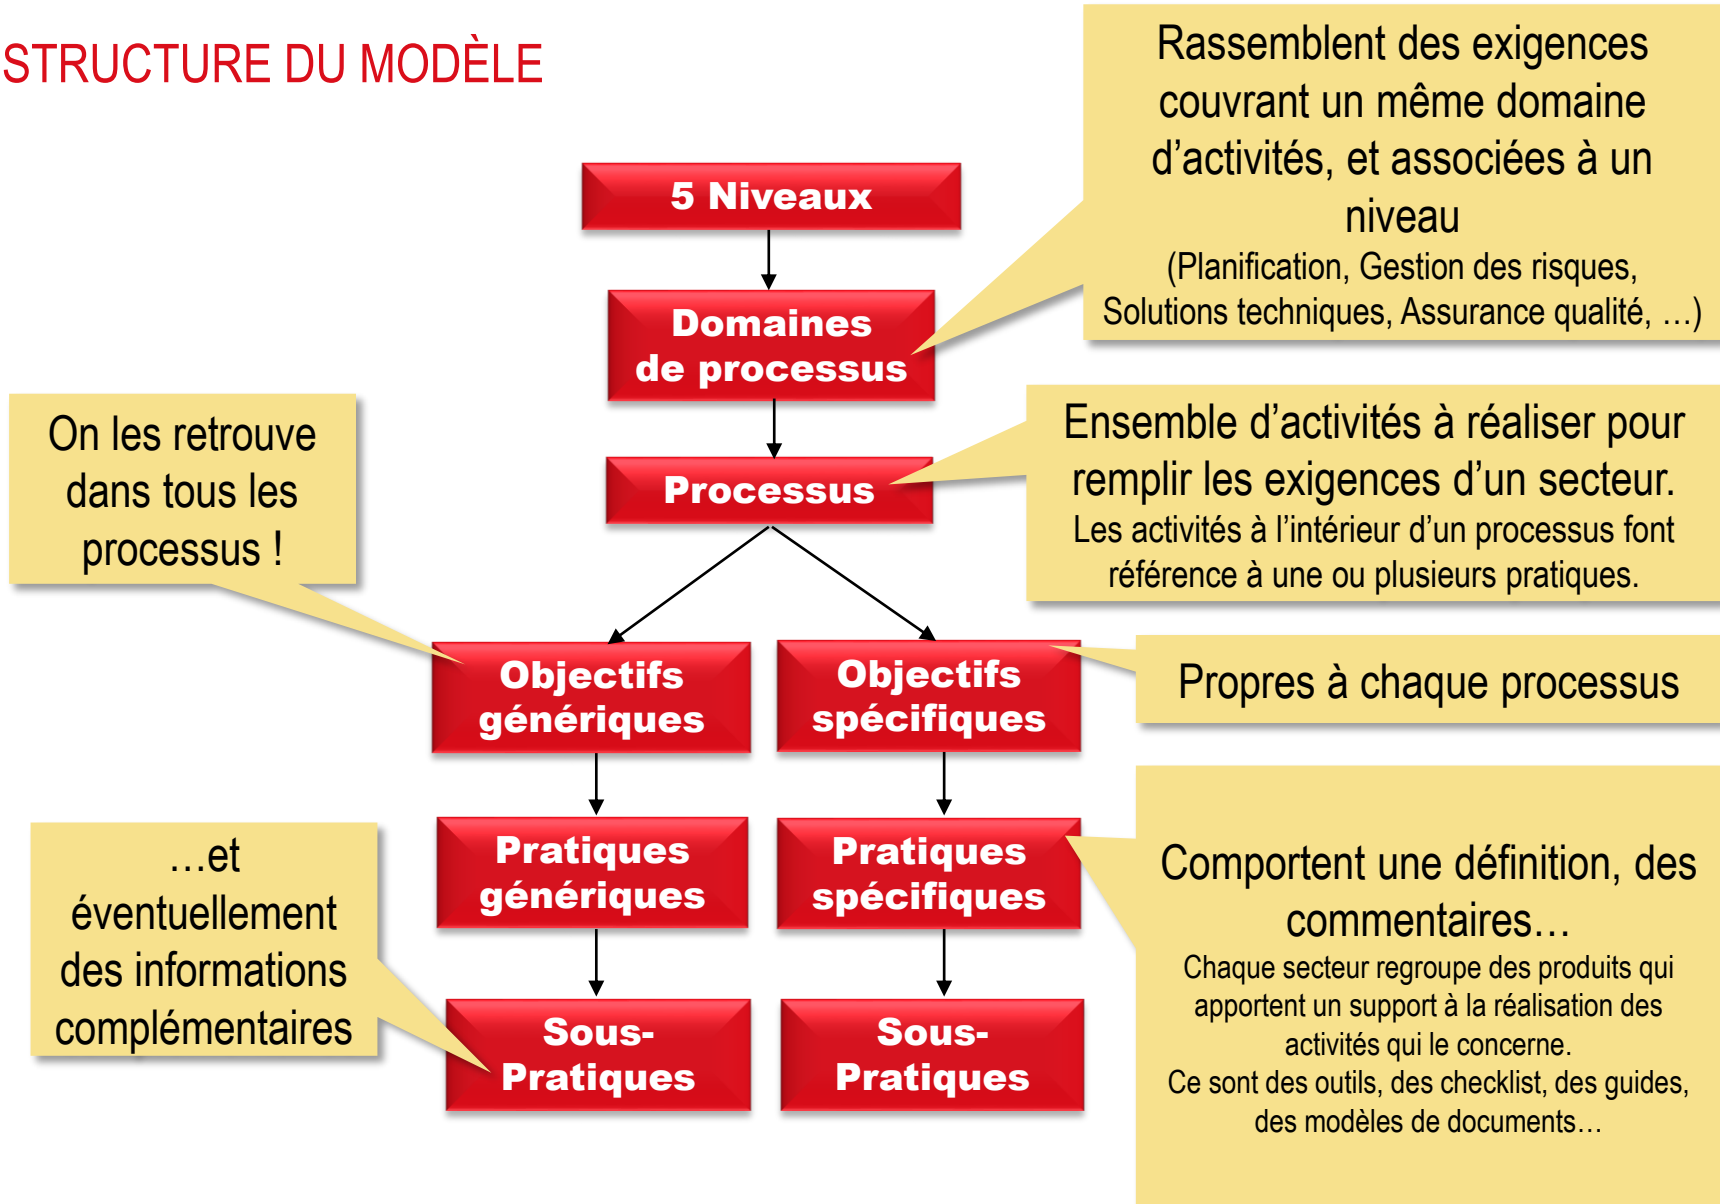 STRUCTURE DU MODÈLE
Rassemblent des exigences
couvrant un même domaine
d’activités, et associées à un
niveau
(Planification, Gestion des risques,
Solutions techniques, Assurance qualité, …)
5 Niveaux
Domaines
de processus
On les retrouve
dans tous les
processus !
Processus
Ensemble d’activités à réaliser pour
remplir les exigences d’un secteur.
Les activités à l’intérieur d’un processus font
référence à une ou plusieurs pratiques.
Objectifs
génériques
Objectifs
spécifiques
Propres à chaque processus
Pratiques
génériques
Pratiques
spécifiques
Comportent une définition, des
commentaires…
Chaque secteur regroupe des produits qui
apportent un support à la réalisation des
activités qui le concerne.
Ce sont des outils, des checklist, des guides,
des modèles de documents…
…et
éventuellement
des informations
complémentaires
Sous-
Pratiques
Sous-
Pratiques